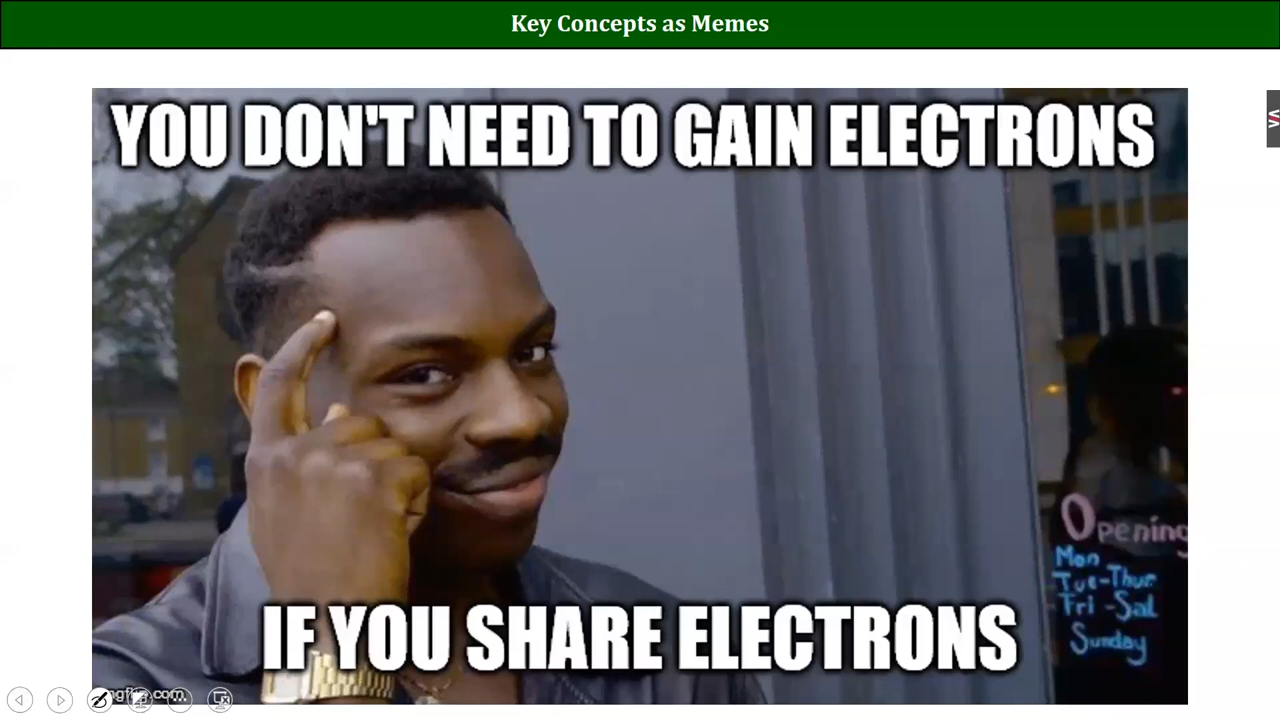 Key Concepts as Memes
YOU DON'T NEED TO GAIN ELECTRONS
Opening
Mon
Tue-Thur
Fri-Sat
Sunday
IF YOU SHARE ELECTRONS